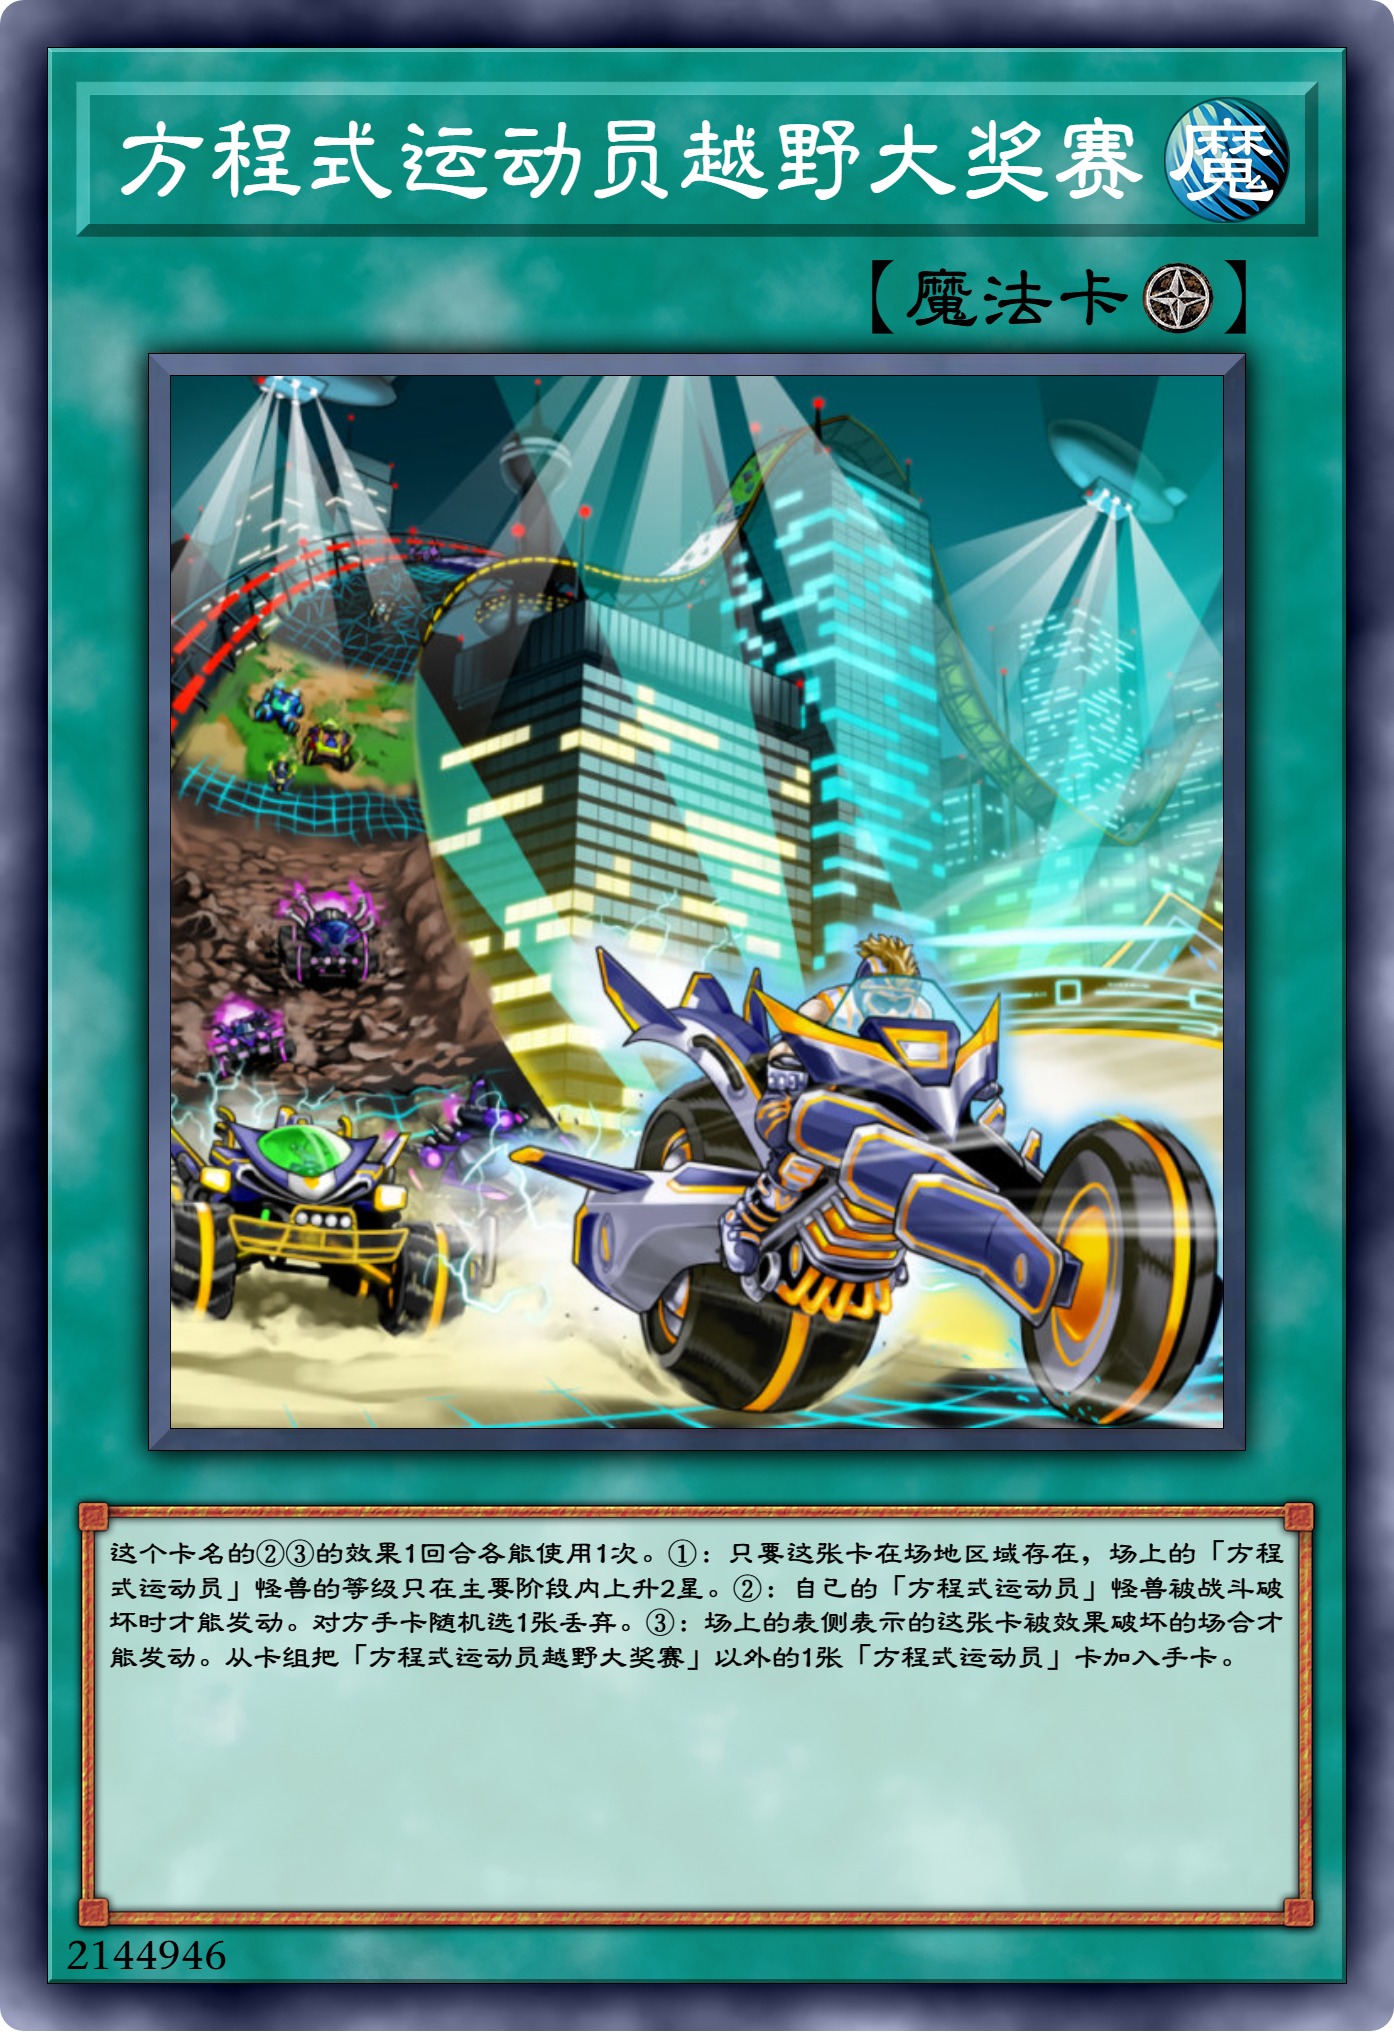 方程式运动员越野大奖赛 魔
【魔法卡】
这个卡名的②③的效果1回合各能使用1次。①：只要这张卡在场地区域存在，场上的「方程
式运动员」怪兽的等级只在主要阶段内上升2星。②：自己的「方程式运动员」怪兽被战斗破
坏时才能发动。对方手卡随机选1张丢弃。③：场上的表侧表示的这张卡被效果破坏的场合才
能发动。从卡组把「方程式运动员越野大奖赛」以外的1张「方程式运动员」卡加入手卡。
2144946